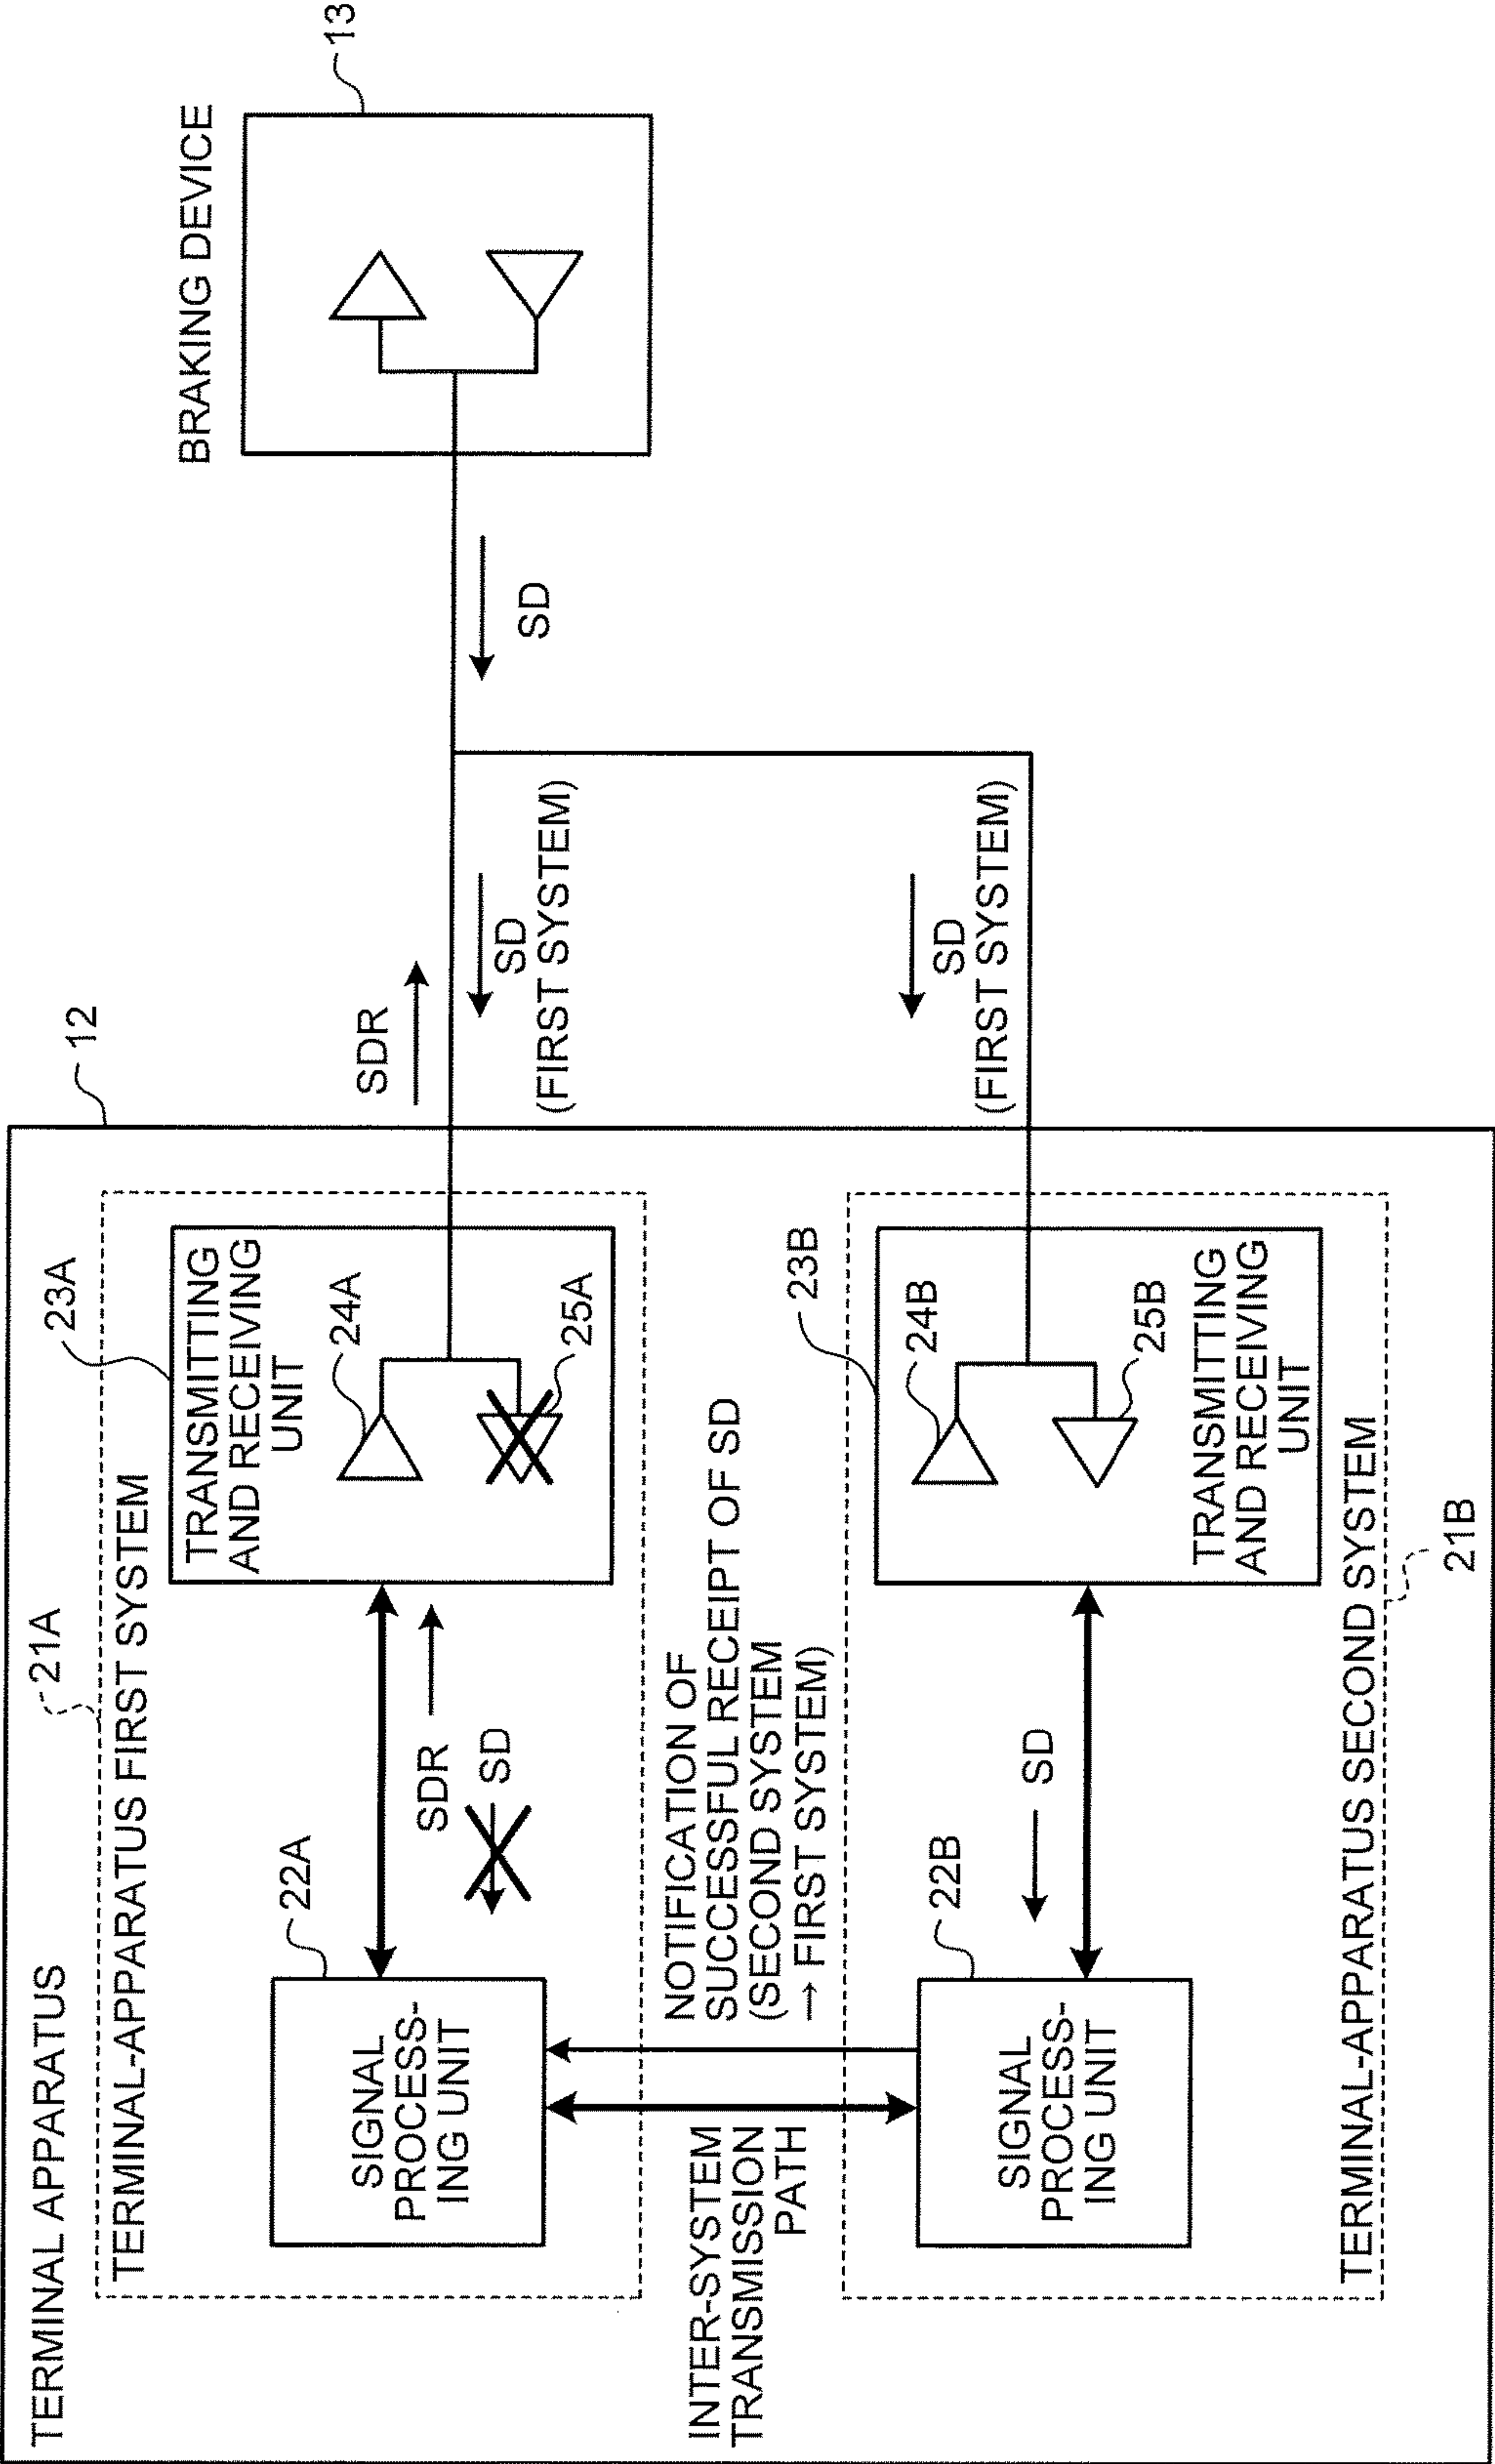 TERMINAL APPARATUS
12
21A
TERMINAL-APPARATUS FIRST SYSTEM
22A
SIGNAL
PROCESS-
ING UNIT
SDR
SD
23A
TRANSMITTING
AND RECEIVING
UNIT
24A
25A
SDR
SD
(FIRST SYSTEM)
SD
BRAKING DEVICE
13
INTER-SYSTEM
TRANSMISSION
PATH
NOTIFICATION OF
SUCCESSFUL RECEIPT OF SD
(SECOND SYSTEM
→ FIRST SYSTEM)
22B
SIGNAL
PROCESS-
ING UNIT
SD
23B
24B
25B
TRANSMITTING
AND RECEIVING
UNIT
SD
(FIRST SYSTEM)
TERMINAL-APPARATUS SECOND SYSTEM
21B